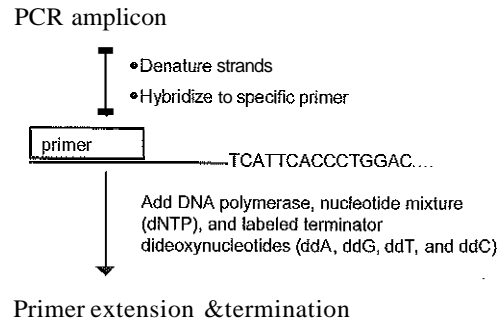 PCR amplicon
•Denature strands
•Hybridize to specific primer
primer
TCATTCACCCTGGAC....
Add DNA polymerase, nucleotide mixture
(dNTP), and labeled terminator
dideoxynucleotides (ddA, ddG, ddT, and ddC)
Primer extension &termination